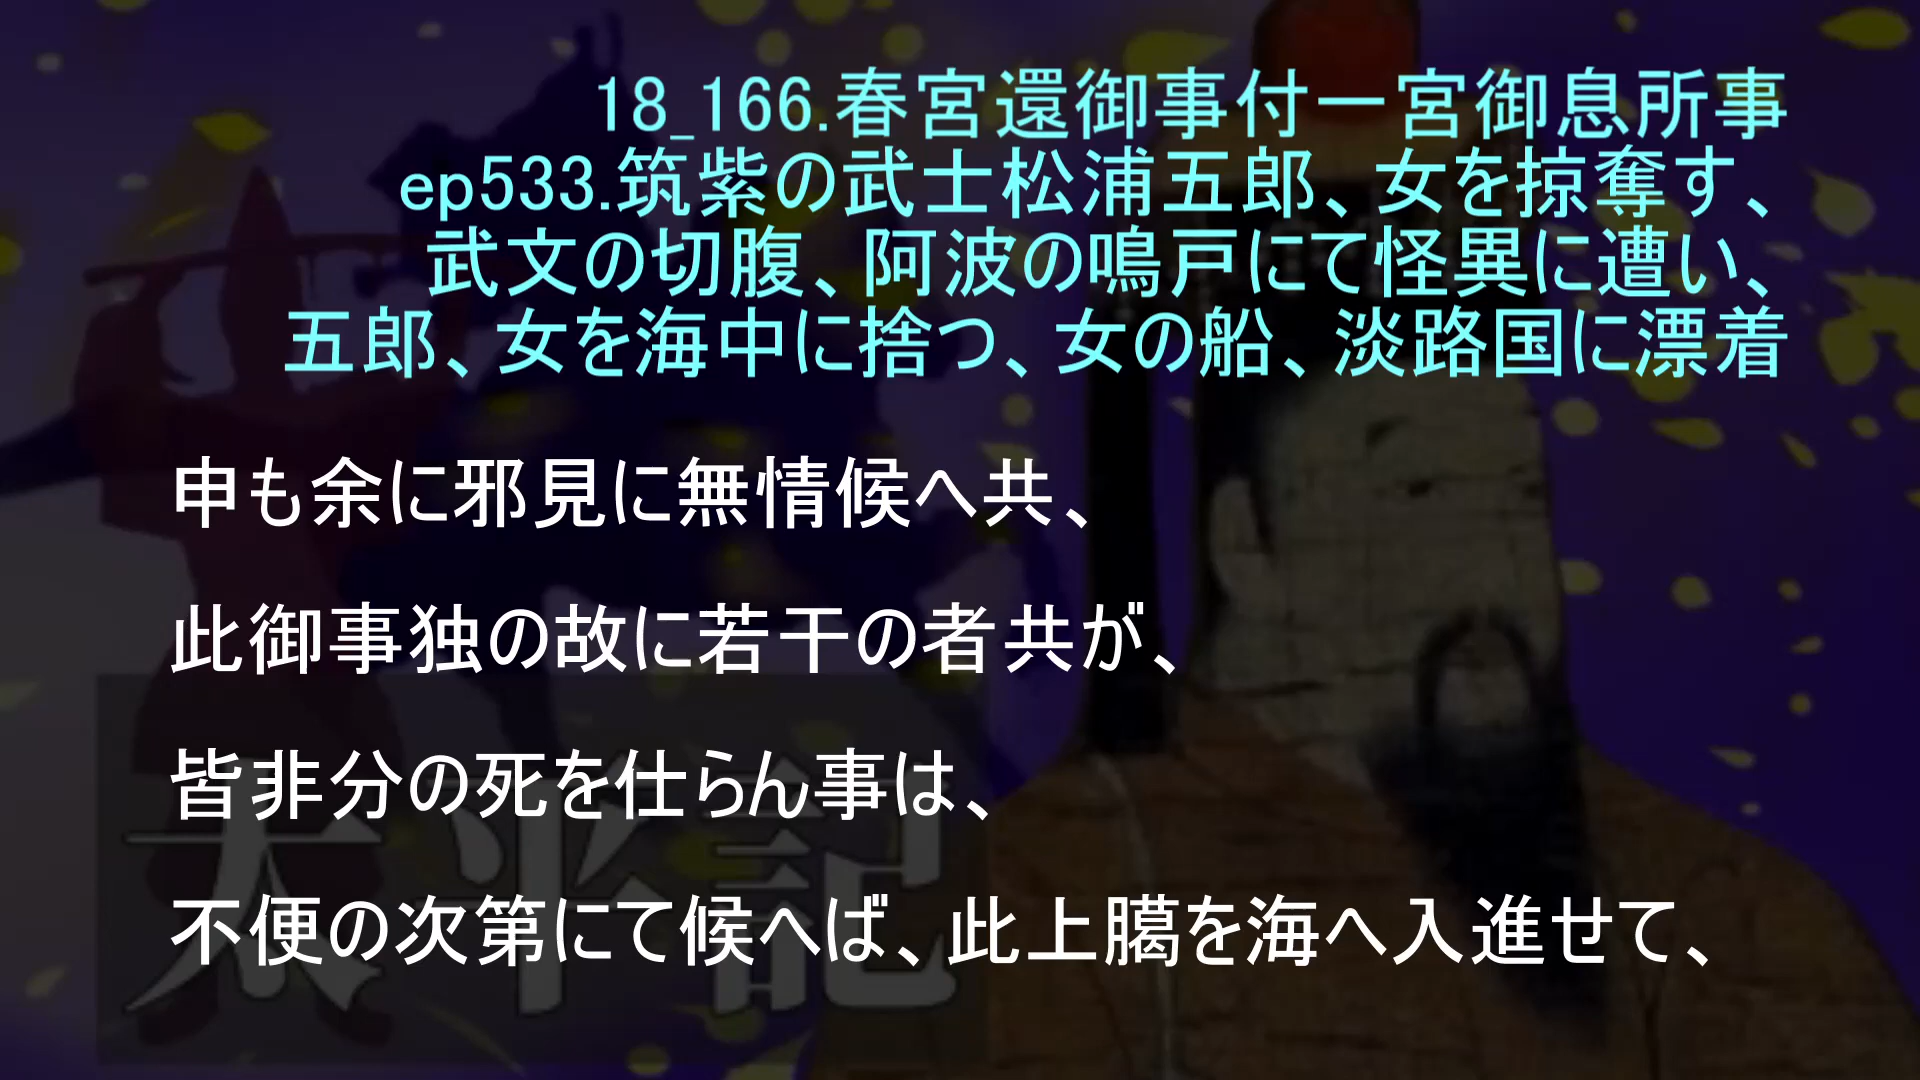 18_166.春宮還御事付一宮御息所事
ep533.筑紫の武士松浦五郎、女を掠奪す、
武文の切腹、阿波の鳴戸にて怪異に遭い、
五郎、女を海中に捨つ、女の船、淡路国に漂着
申も余に邪見に無情候へ共、
此御事独の故に若干の者共が、
皆非分の死を仕らん事は、
不便の次第にて候へば、此上臈を海へ入進せて、
太平記